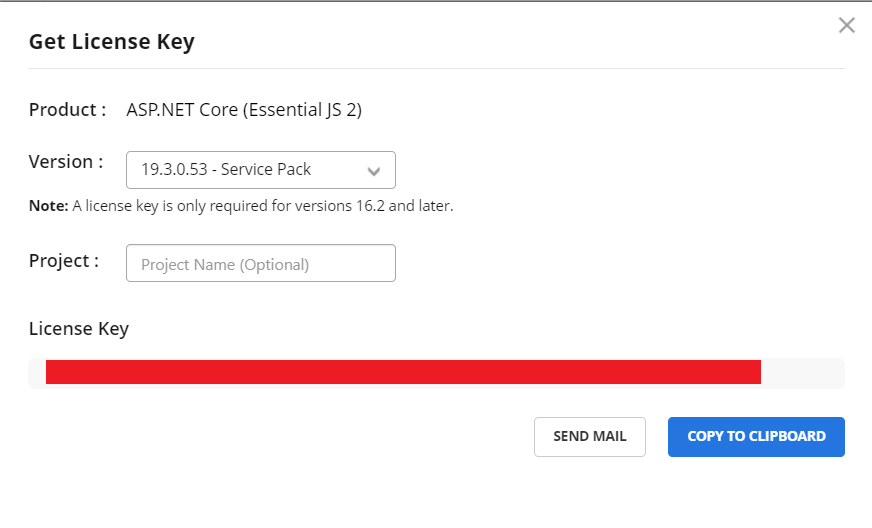 Get License Key
Product : ASP.NET Core (Essential JS 2)
Version : 19.3.0.53 - Service Pack
Note: A license key is only required for versions 16.2 and later.
Project : Project Name (Optional)
License Key
SEND MAIL COPY TO CLIPBOARD